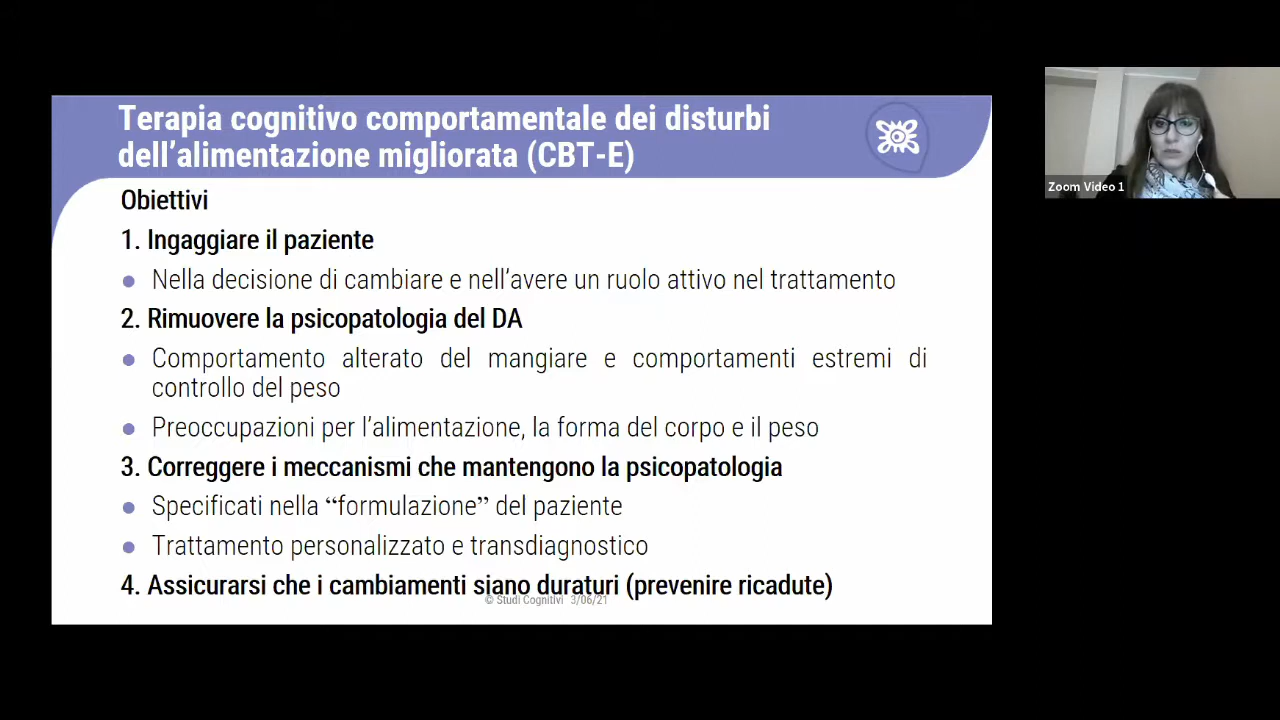 Terapia cognitivo comportamentale dei disturbi
dell’alimentazione migliorata (CBT-E)
Obiettivi
1. Ingaggiare il paziente
● Nella decisione di cambiare e nell’avere un ruolo attivo nel trattamento
2. Rimuovere la psicopatologia del DA
● Comportamento alterato del mangiare e comportamenti estremi di
controllo del peso
● Preoccupazioni per l’alimentazione, la forma del corpo e il peso
3. Correggere i meccanismi che mantengono la psicopatologia
● Specificati nella “formulazione” del paziente
● Trattamento personalizzato e transdiagnostico
4. Assicurarsi che i cambiamenti siano duraturi (prevenire ricadute)
© Studi Cognitivi 3/06/21
Zoom Video 1